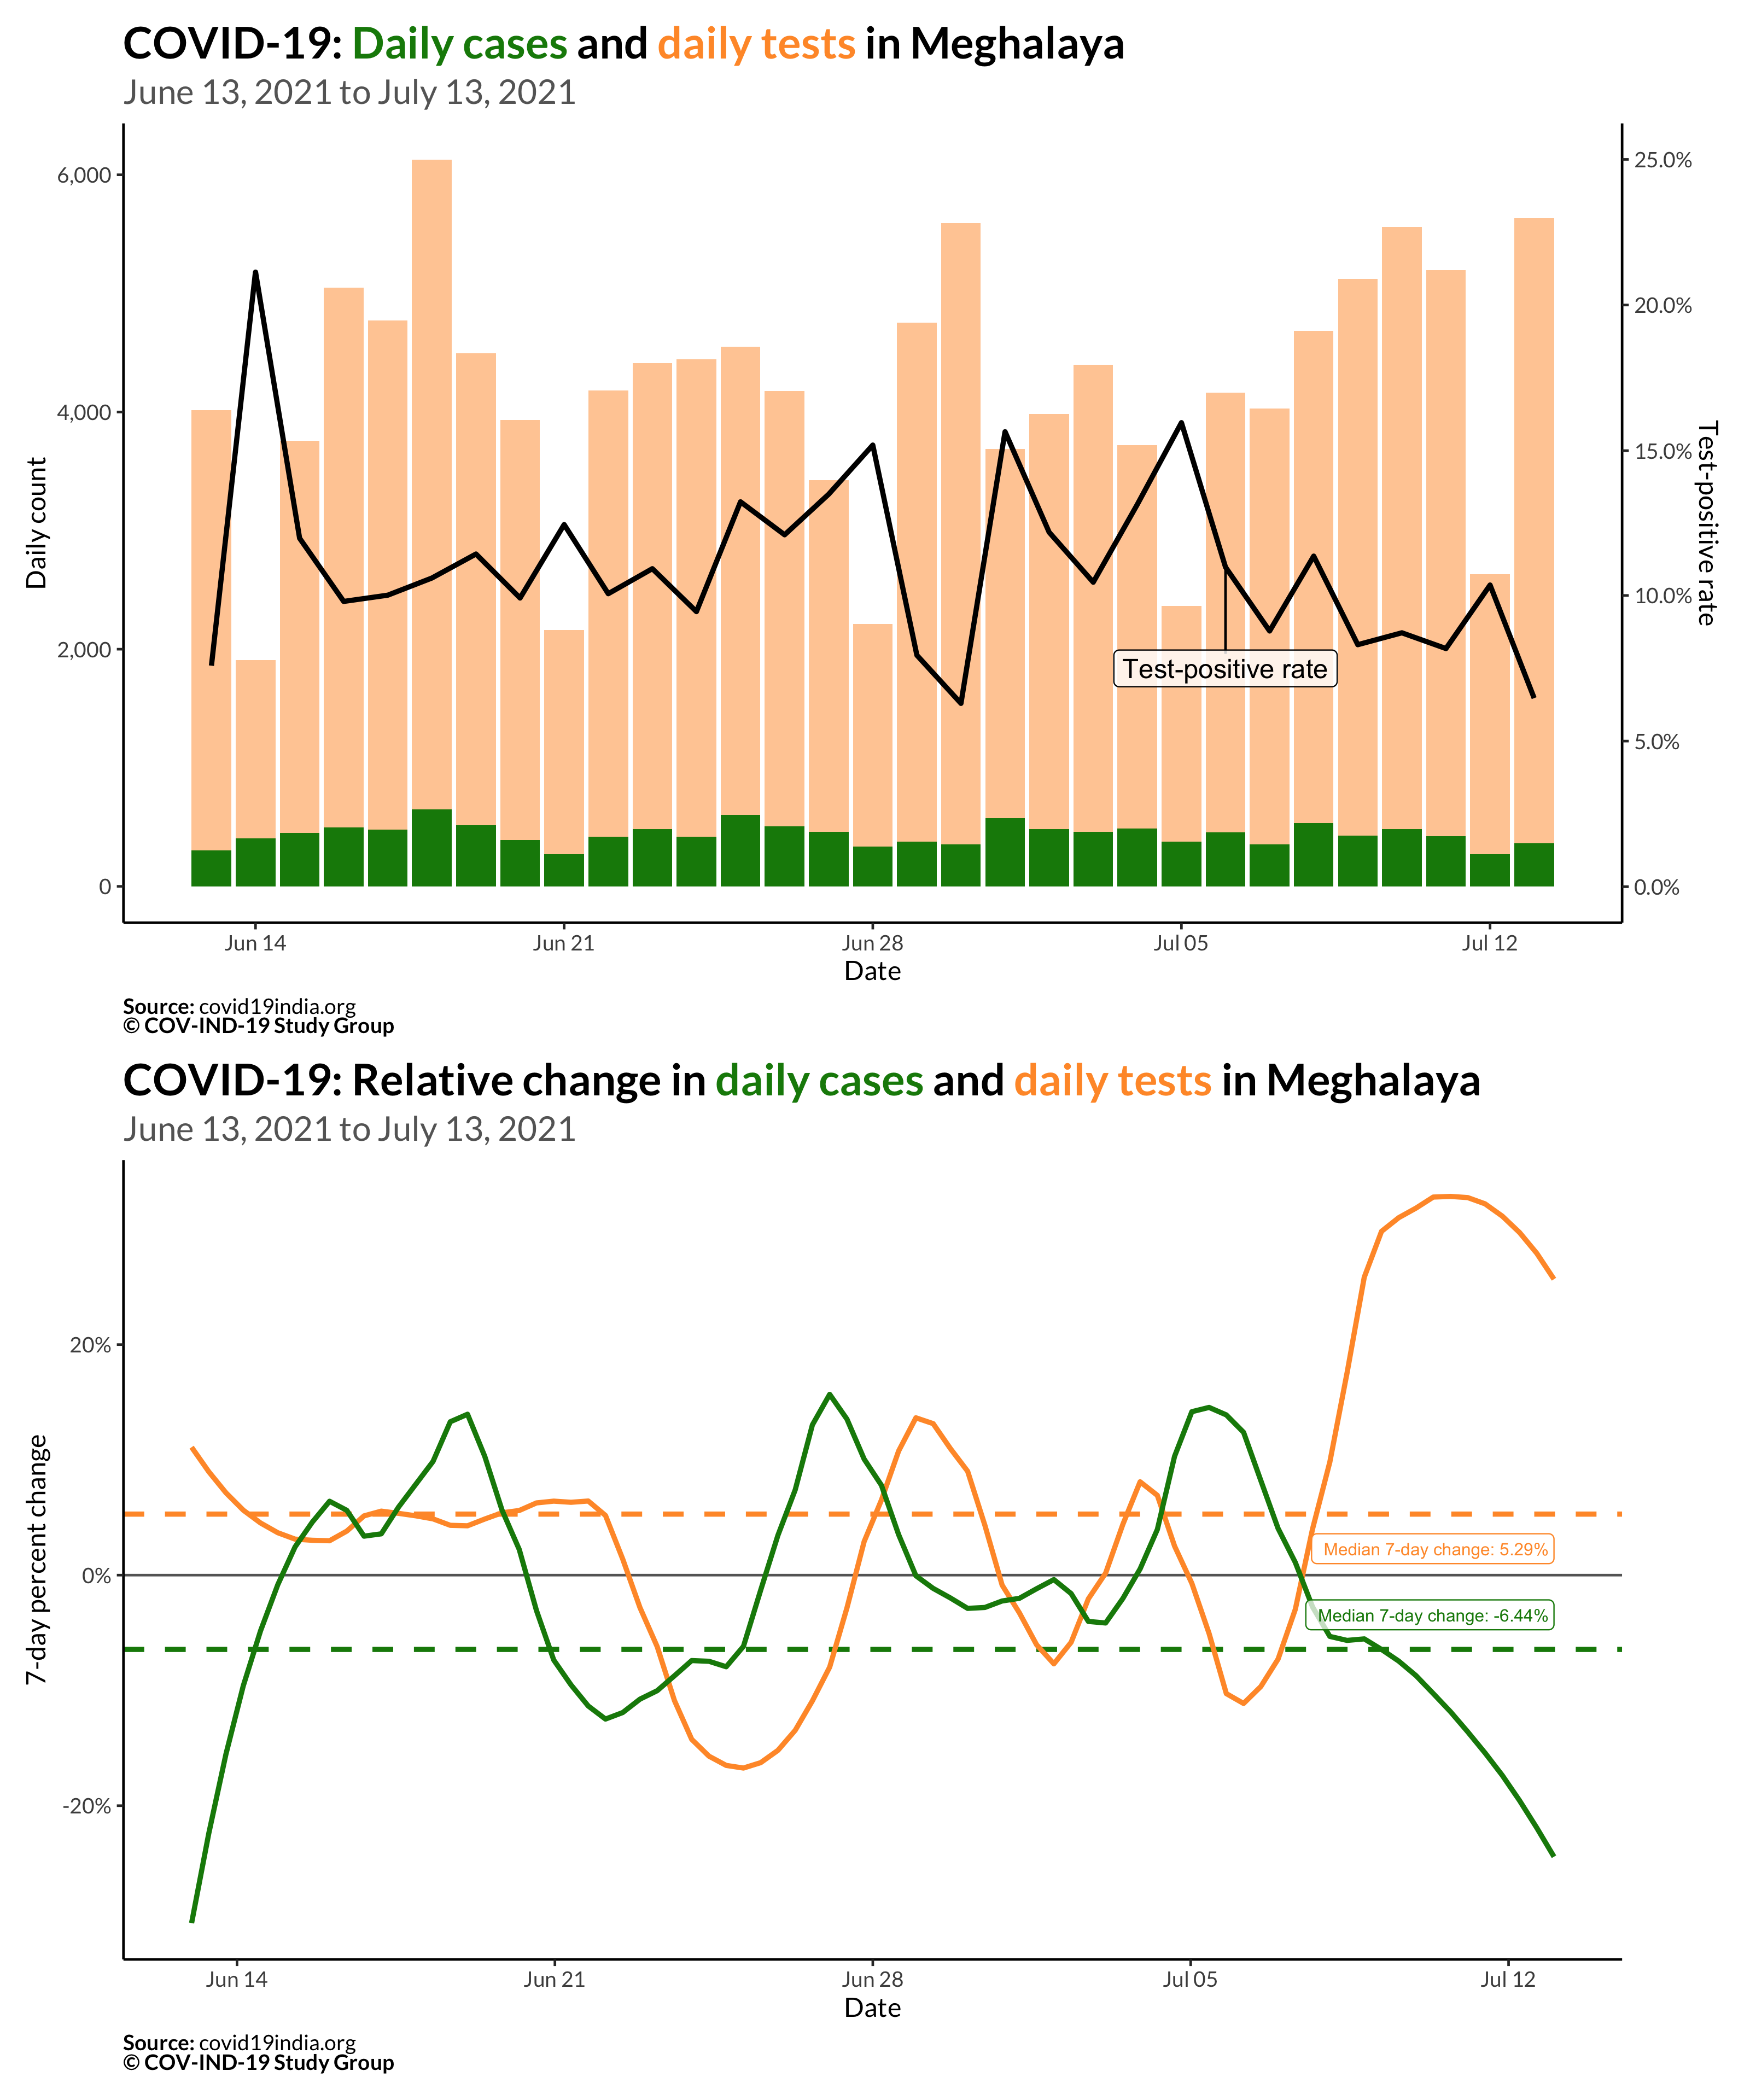 COVID-19: Daily cases and daily tests in Meghalaya
June 13, 2021 to July 13, 2021
6,000
4,000
2,000
0
Daily count
25.0%
20.0%
15.0%
10.0%
5.0%
0.0%
Test-positive rate
Test-positive rate
Jun 14
Jun 21
Jun 28
Jul 05
Jul 12
Date
Source: covid19india.org
© COV-IND-19 Study Group
COVID-19: Relative change in daily cases and daily tests in Meghalaya
June 13, 2021 to July 13, 2021
20%
0%
-20%
7-day percent change
Median 7-day change: 5.29%
Median 7-day change: -6.44%
Jun 14
Jun 21
Jun 28
Jul 05
Jul 12
Date
Source: covid19india.org
© COV-IND-19 Study Group